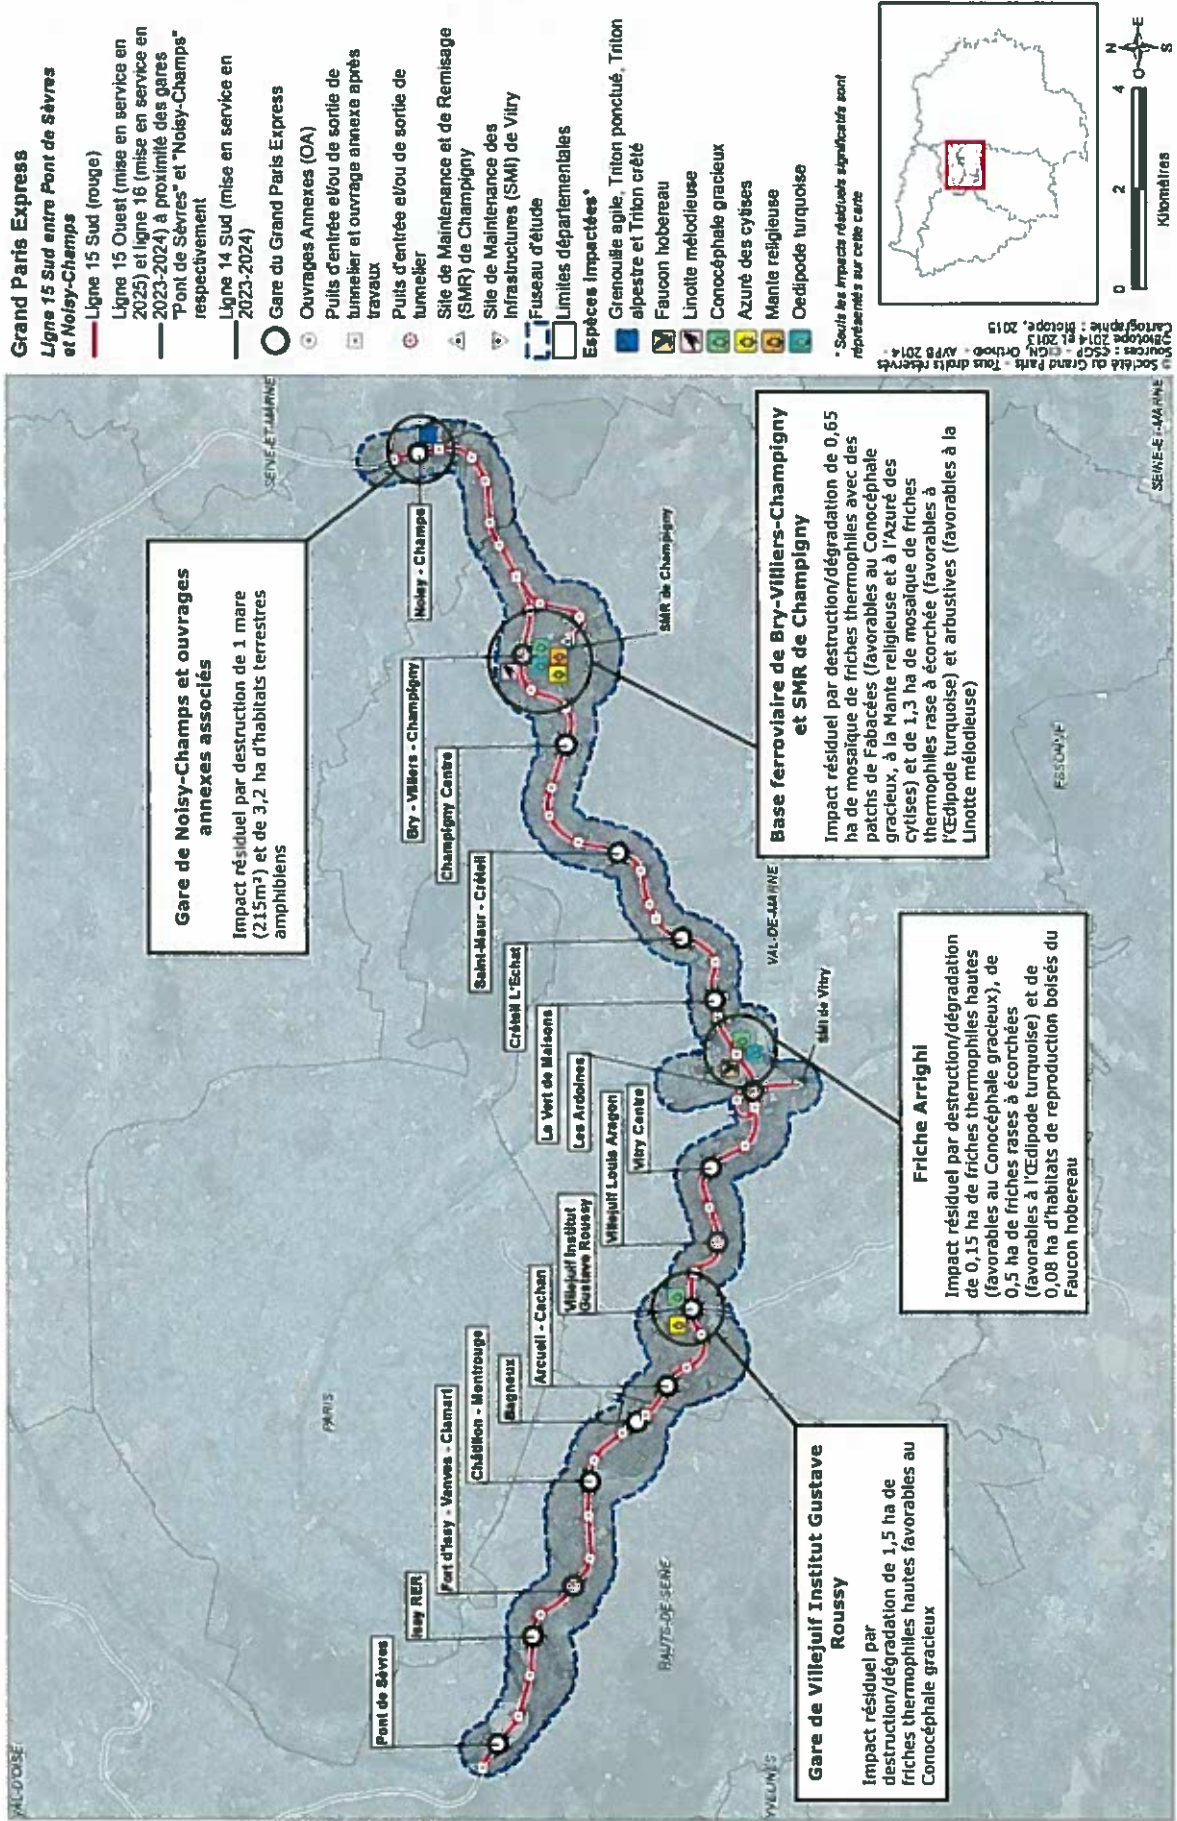 Grand Paris Express
Ligne 15 Sud entre Pont de Sèvres
et Noisy-Champs
Ligne 15 Sud (rouge)
Ligne 15 Ouest (mise en service en
2025) et ligne 16 (mise en service en
2023-2024) à proximité des gares
"Pont de Sèvres" et "Noisy-Champs"
respectivement
Ligne 14 Sud (mise en service en
2023-2024)
Gare du Grand Paris Express
Ouvrages Annexes (OA)
Puits d'entrée et/ou de sortie de
tunnelier et ouvrage annexe après
travaux
Puits d'entrée et/ou de sortie de
tunnelier
Site de Maintenance et de Remisage
(SMR) de Champigny
Site de Maintenance des
Infrastructures (SMI) de Vitry
Fuseau d'étude
Limites départementales
Espèces impactées*
Grenouille agile, Triton ponctué, Triton
alpestre et Triton crêté
Faucon hobereau
Linotte mélodieuse
Conocéphale gracieux
Azuré des cytises
Mante religieuse
Oedipode turquoise
* Seuls les impacts résiduels significatifs sont
représentés sur cette carte
0
2
4
Kilomètres
N
E
S
O
© Société du Grand Paris - Tous droits réservés
Cartographie : Biotope, 2015
VAL-D'OISE
SEINE-ET-MARNE
PARIS
HAUTS-DE-SEINE
YVELINES
VAL-DE-MARNE
ESSONNE
SEINE-ET-MARNE
Pont de Sèvres
Issy RER
Fort d'Issy - Vanves - Clamart
Châtillon - Montrouge
Bagneux
Arcueil - Cachan
Villejuif Institut
Gustave Roussy
Villejuif Louis Aragon
Vitry Centre
Les Ardoines
Le Vert de Maisons
Créteil L'Echat
Saint-Maur - Créteil
Champigny Centre
Bry - Villiers - Champigny
Noisy - Champs
SMR de Champigny
SMI de Vitry
Gare de Noisy-Champs et ouvrages
annexes associés
Impact résiduel par destruction de 1 mare
(215m²) et de 3,2 ha d'habitats terrestres
amphibiens
Base ferroviaire de Bry-Villiers-Champigny
et SMR de Champigny
Impact résiduel par destruction/dégradation de 0,65
ha de mosaïque de friches thermophiles avec des
patchs de Fabacées (favorables au Conocéphale
gracieux, à la Mante religieuse et à l'Azuré des
cytises) et de 1,3 ha de mosaïque de friches
thermophiles rase à écorchée (favorables à
l'Œdipode turquoise) et arbustives (favorables à la
Linotte mélodieuse)
Friche Arrighi
Impact résiduel par destruction/dégradation
de 0,15 ha de friches thermophiles hautes
(favorables au Conocéphale gracieux), de
0,5 ha de friches rases à écorchées
(favorables à l'Œdipode turquoise) et de
0,08 ha d'habitats de reproduction boisés du
Faucon hobereau
Gare de Villejuif Institut Gustave
Roussy
Impact résiduel par
destruction/dégradation de 1,5 ha de
friches thermophiles hautes favorables au
Conocéphale gracieux